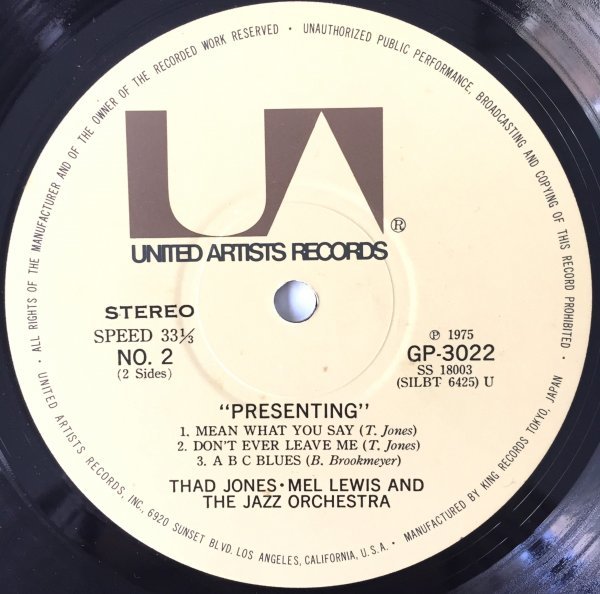 · ALL RIGHTS OF THE MANUFACTURER AND OF THE OWNER OF THE RECORDED WORK RESERVED · UNAUTHORIZED PUBLIC PERFORMANCE, BROADCASTING AND COPYING OF THIS RECORD PROHIBITED ·
UA®
UNITED ARTISTS RECORDS
STEREO
SPEED 33⅓
NO. 2
(2 Sides)
℗ 1975
GP-3022
SS 18003
(SILBT 6425) U
"PRESENTING"
1. MEAN WHAT YOU SAY (T. Jones)
2. DON'T EVER LEAVE ME (T. Jones)
3. A B C BLUES (B. Brookmeyer)
THAD JONES·MEL LEWIS AND
THE JAZZ ORCHESTRA
UNITED ARTISTS RECORDS, INC., 6920 SUNSET BLVD. LOS ANGELES, CALIFORNIA, U.S.A. · MANUFACTURED BY KING RECORDS TOKYO, JAPAN